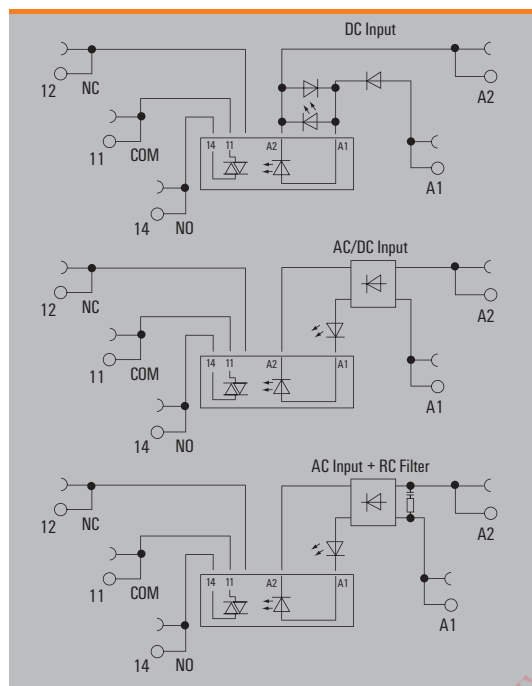 DC Input
12 NC
A2
11 COM
14 11 A2 A1
A1
14 NO
AC/DC Input
12 NC
A2
11 COM
14 11 A2 A1
A1
14 NO
AC Input + RC Filter
12 NC
A2
11 COM
14 11 A2 A1
A1
14 NO